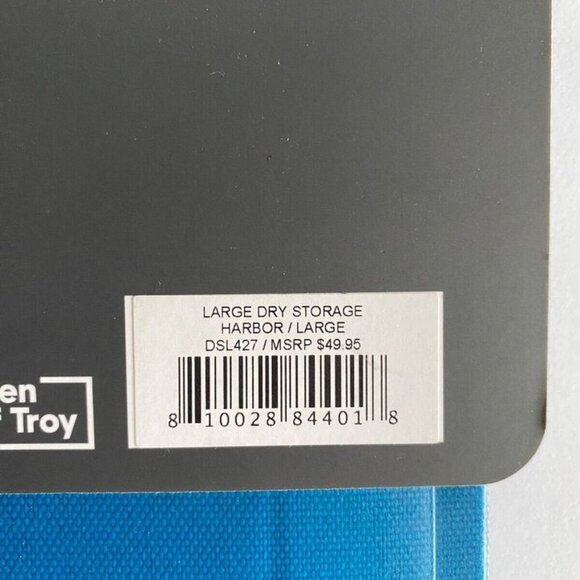 LARGE DRY STORAGE
HARBOR / LARGE
DSL427 / MSRP $49.95
8 10028 84401 8
en
Troy